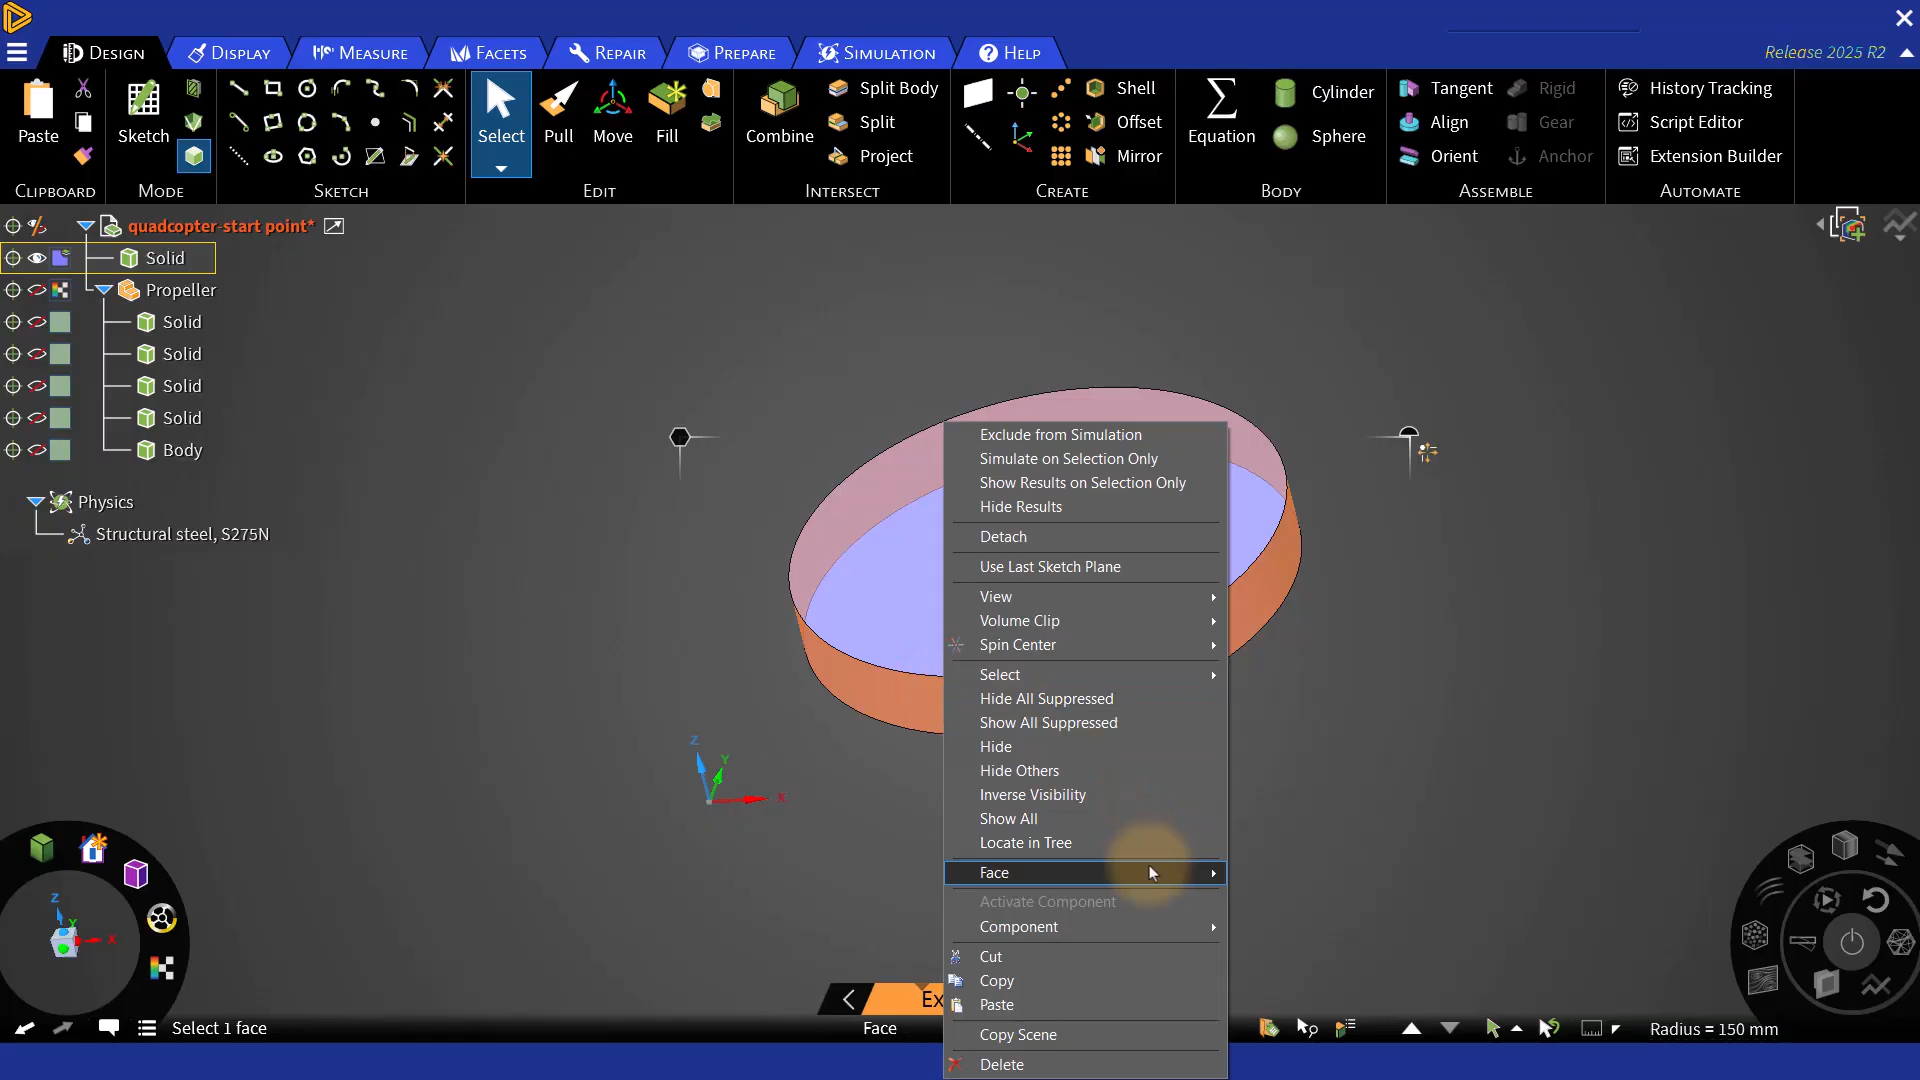 DESIGN DISPLAY MEASURE FACETS REPAIR PREPARE SIMULATION HELP Release 2025 R2
Paste
CLIPBOARD
Sketch
MODE
SKETCH
Select
Pull
Move
Fill
EDIT
Combine
Split Body
Split
Project
INTERSECT
Shell
Offset
Mirror
CREATE
Equation
Cylinder
Sphere
BODY
Tangent
Align
Orient
Rigid
Gear
Anchor
ASSEMBLE
History Tracking
Script Editor
Extension Builder
AUTOMATE
quadcopter-start point*
Solid
Propeller
Solid
Solid
Solid
Solid
Body
Physics
Structural steel, S275N
Z
Y
X
Z
Y
X
Exclude from Simulation
Simulate on Selection Only
Show Results on Selection Only
Hide Results
Detach
Use Last Sketch Plane
View
Volume Clip
Spin Center
Select
Hide All Suppressed
Show All Suppressed
Hide
Hide Others
Inverse Visibility
Show All
Locate in Tree
Face
Activate Component
Component
Cut
Copy
Paste
Copy Scene
Delete
Ex
Select 1 face
Face
Radius = 150 mm